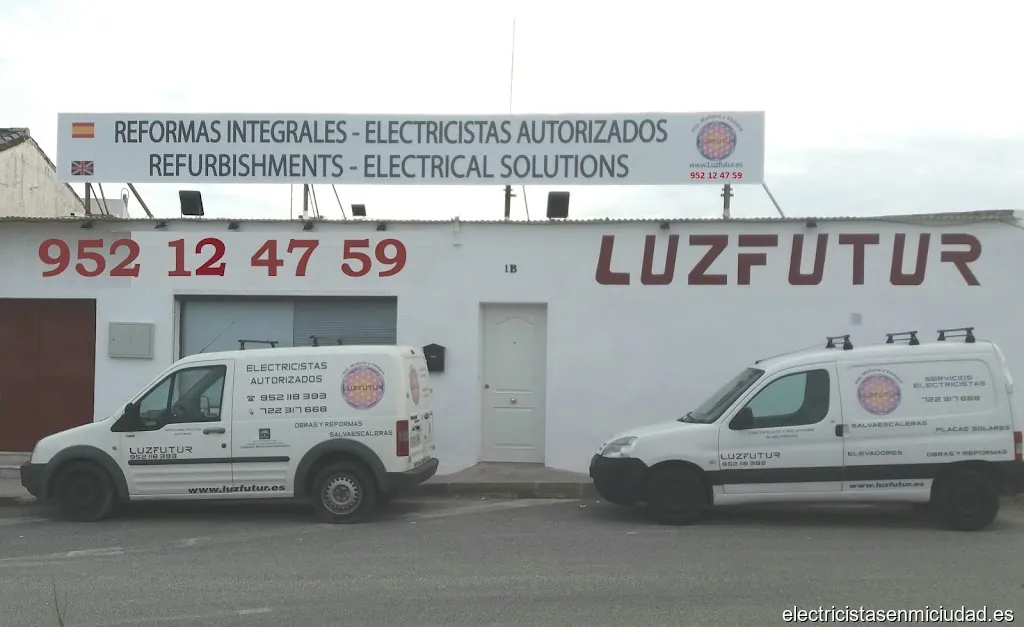 REFORMAS INTEGRALES - ELECTRICISTAS AUTORIZADOS
REFURBISHMENTS - ELECTRICAL SOLUTIONS
www.Luzfutur.es
952 12 47 59
952 12 47 59
1B
LUZFUTUR
ELECTRICISTAS
AUTORIZADOS
952 118 393
722 317 668
LUZFUTUR
OBRAS Y REFORMAS
SALVAESCALERAS
LUZFUTUR
952 118 393
www.luzfutur.es
SERVICIOS
ELECTRICISTAS
722 317 668
LUZFUTUR
SALVAESCALERAS
PLACAS SOLARES
LUZFUTUR
952 118 393
ELEVADORES
OBRAS Y REFORMAS
www.luzfutur.es
electricistasenmiciudad.es